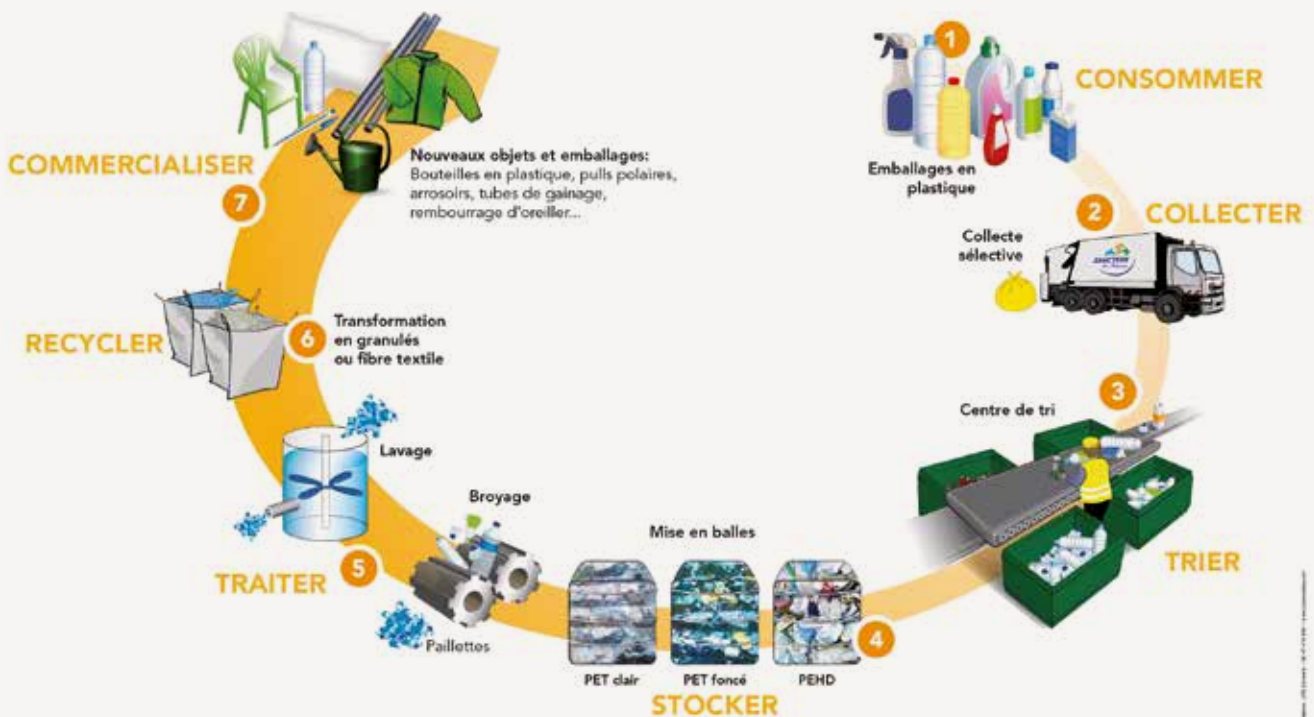 1
CONSOMMER
Emballages en
plastique
2
COLLECTER
Collecte
sélective
3
Centre de tri
TRIER
Mise en balles
4
PET clair
PET foncé
PEHD
STOCKER
Broyage
Paillettes
Lavage
5
TRAITER
6
Transformation
en granulés
ou fibre textile
RECYCLER
7
COMMERCIALISER
Nouveaux objets et emballages:
Bouteilles en plastique, pulls polaires,
arrosoirs, tubes de gainage,
rembourrage d'oreiller...